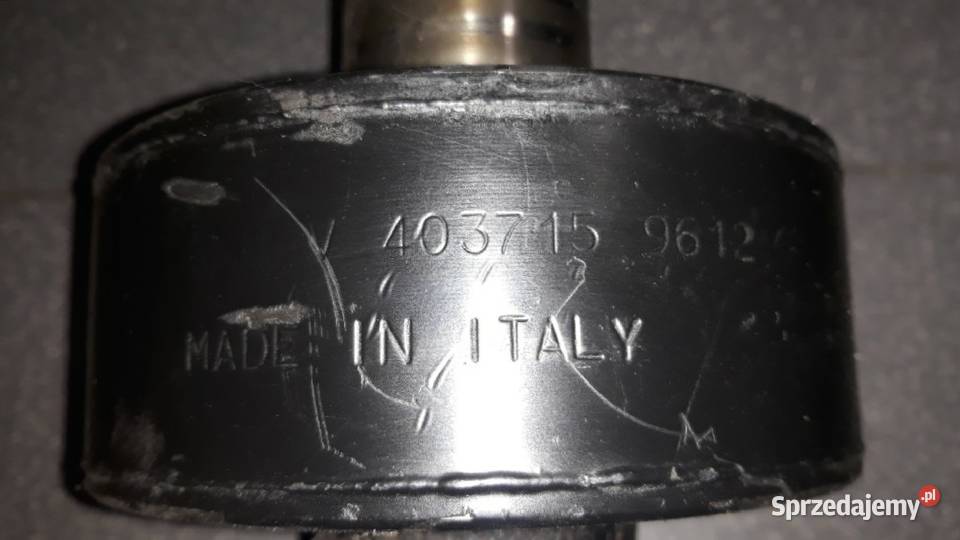 V 403715 9612
MADE IN ITALY
Sprzedajemy.pl